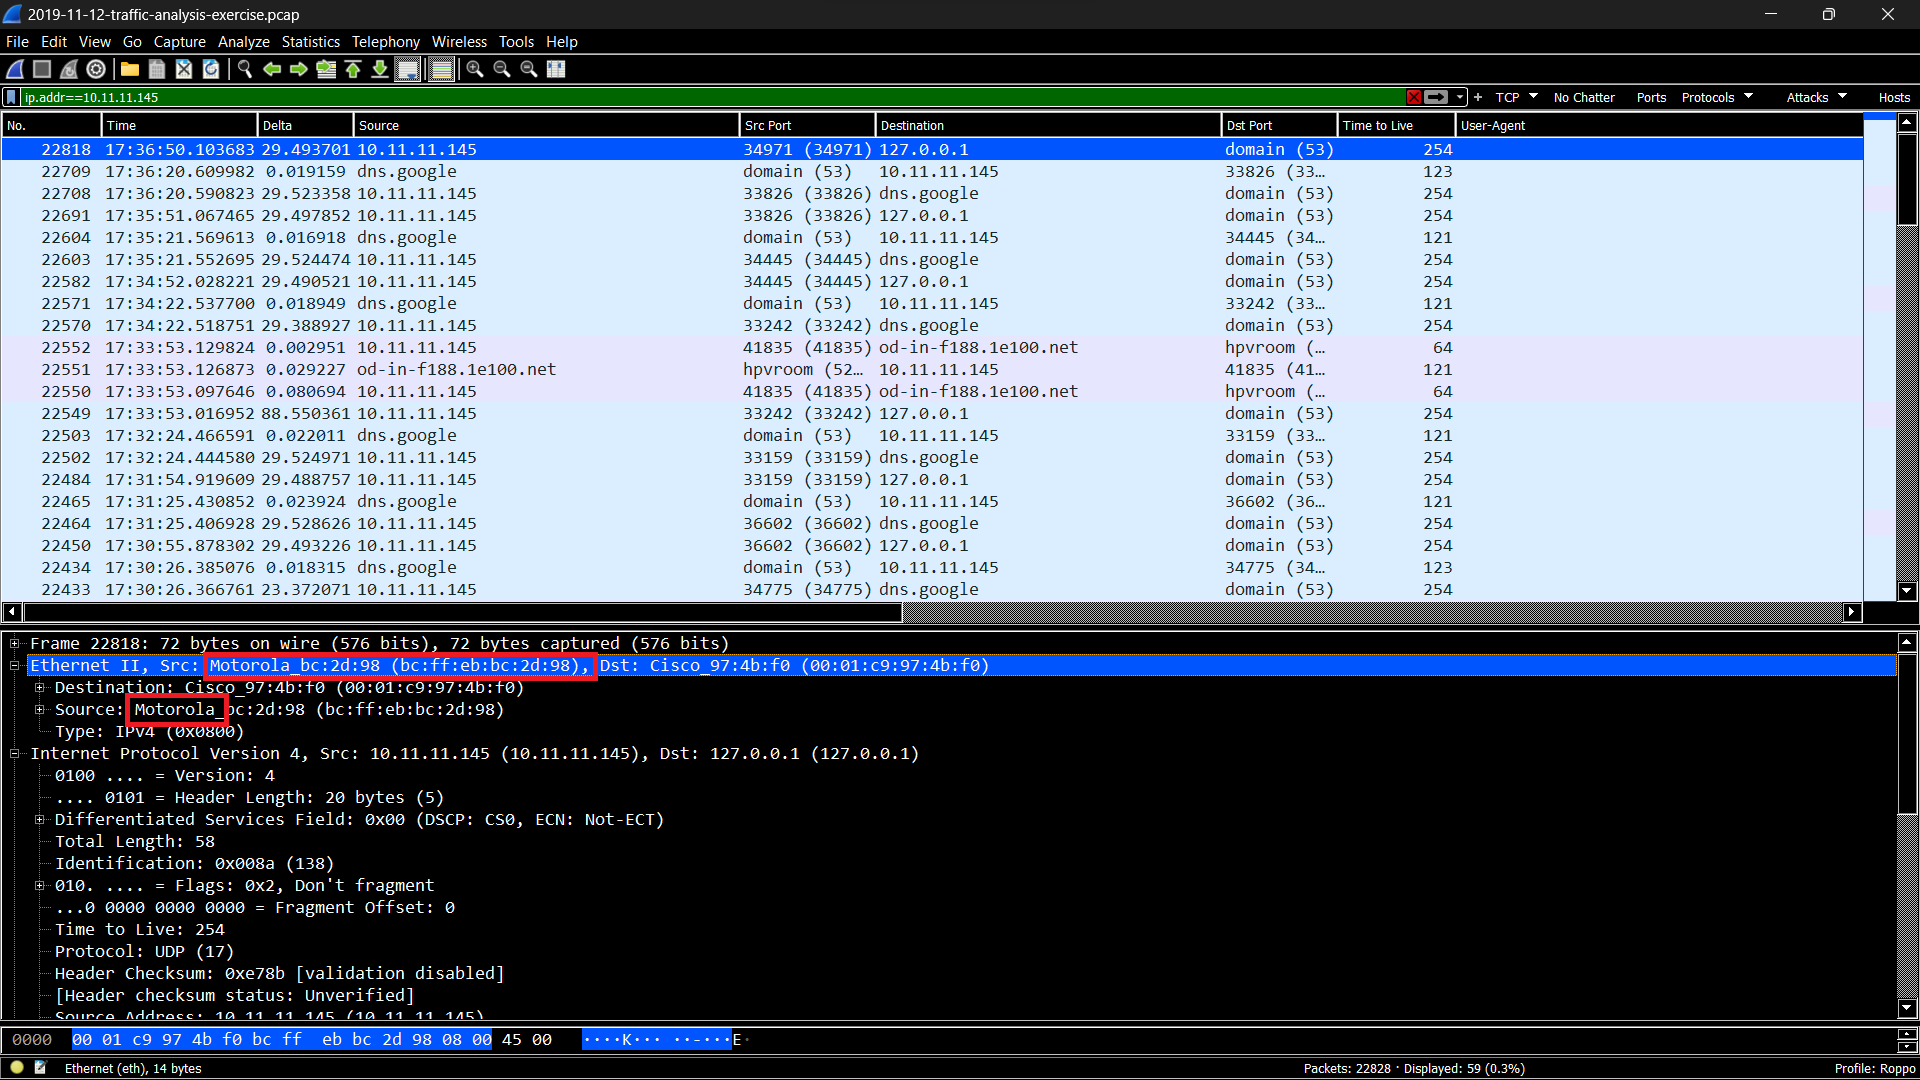 2019-11-12-traffic-analysis-exercise.pcap
File Edit View Go Capture Analyze Statistics Telephony Wireless Tools Help
ip.addr==10.11.11.145 + TCP No Chatter Ports Protocols Attacks Hosts
No. Time Delta Source Src Port Destination Dst Port Time to Live User-Agent
22818 17:36:50.103683 29.493701 10.11.11.145 34971 (34971) 127.0.0.1 domain (53) 254
22709 17:36:20.609982 0.019159 dns.google domain (53) 10.11.11.145 33826 (33… 123
22708 17:36:20.590823 29.523358 10.11.11.145 33826 (33826) dns.google domain (53) 254
22691 17:35:51.067465 29.497852 10.11.11.145 33826 (33826) 127.0.0.1 domain (53) 254
22604 17:35:21.569613 0.016918 dns.google domain (53) 10.11.11.145 34445 (34… 121
22603 17:35:21.552695 29.524474 10.11.11.145 34445 (34445) dns.google domain (53) 254
22582 17:34:52.028221 29.490521 10.11.11.145 34445 (34445) 127.0.0.1 domain (53) 254
22571 17:34:22.537700 0.018949 dns.google domain (53) 10.11.11.145 33242 (33… 121
22570 17:34:22.518751 29.388927 10.11.11.145 33242 (33242) dns.google domain (53) 254
22552 17:33:53.129824 0.002951 10.11.11.145 41835 (41835) od-in-f188.1e100.net hpvroom (… 64
22551 17:33:53.126873 0.029227 od-in-f188.1e100.net hpvroom (52… 10.11.11.145 41835 (41… 121
22550 17:33:53.097646 0.080694 10.11.11.145 41835 (41835) od-in-f188.1e100.net hpvroom (… 64
22549 17:33:53.016952 88.550361 10.11.11.145 33242 (33242) 127.0.0.1 domain (53) 254
22503 17:32:24.466591 0.022011 dns.google domain (53) 10.11.11.145 33159 (33… 121
22502 17:32:24.444580 29.524971 10.11.11.145 33159 (33159) dns.google domain (53) 254
22484 17:31:54.919609 29.488757 10.11.11.145 33159 (33159) 127.0.0.1 domain (53) 254
22465 17:31:25.430852 0.023924 dns.google domain (53) 10.11.11.145 36602 (36… 121
22464 17:31:25.406928 29.528626 10.11.11.145 36602 (36602) dns.google domain (53) 254
22450 17:30:55.878302 29.493226 10.11.11.145 36602 (36602) 127.0.0.1 domain (53) 254
22434 17:30:26.385076 0.018315 dns.google domain (53) 10.11.11.145 34775 (34… 123
22433 17:30:26.366761 23.372071 10.11.11.145 34775 (34775) dns.google domain (53) 254
Frame 22818: 72 bytes on wire (576 bits), 72 bytes captured (576 bits)
Ethernet II, Src: Motorola_bc:2d:98 (bc:ff:eb:bc:2d:98), Dst: Cisco_97:4b:f0 (00:01:c9:97:4b:f0)
Destination: Cisco_97:4b:f0 (00:01:c9:97:4b:f0)
Source: Motorola_bc:2d:98 (bc:ff:eb:bc:2d:98)
Type: IPv4 (0x0800)
Internet Protocol Version 4, Src: 10.11.11.145 (10.11.11.145), Dst: 127.0.0.1 (127.0.0.1)
0100 .... = Version: 4
.... 0101 = Header Length: 20 bytes (5)
Differentiated Services Field: 0x00 (DSCP: CS0, ECN: Not-ECT)
Total Length: 58
Identification: 0x008a (138)
010. .... = Flags: 0x2, Don't fragment
...0 0000 0000 0000 = Fragment Offset: 0
Time to Live: 254
Protocol: UDP (17)
Header Checksum: 0xe78b [validation disabled]
[Header checksum status: Unverified]
Source Address: 10.11.11.145 (10.11.11.145)
0000 00 01 c9 97 4b f0 bc ff eb bc 2d 98 08 00 45 00 ····K··· ··-···E·
Ethernet (eth), 14 bytes Packets: 22828 · Displayed: 59 (0.3%) Profile: Roppo